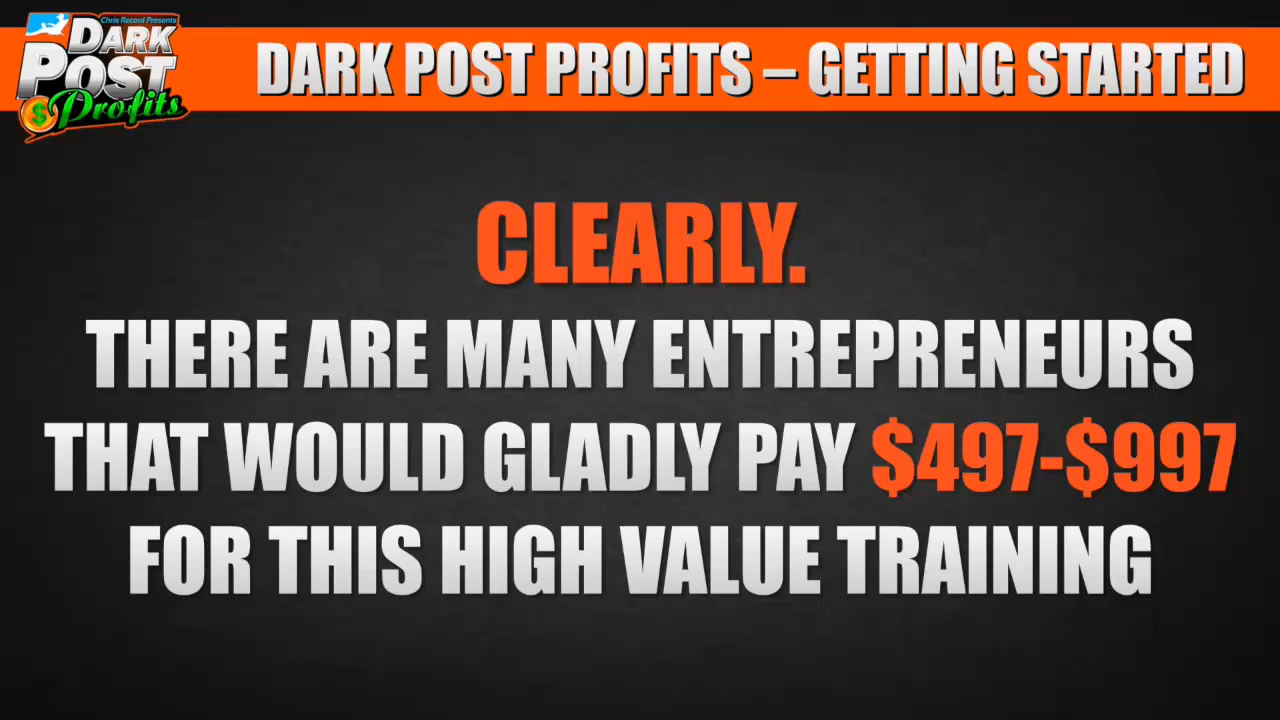 Chris Record Presents
DARK
POST
$ Profits
DARK POST PROFITS – GETTING STARTED
CLEARLY.
THERE ARE MANY ENTREPRENEURS
THAT WOULD GLADLY PAY $497-$997
FOR THIS HIGH VALUE TRAINING